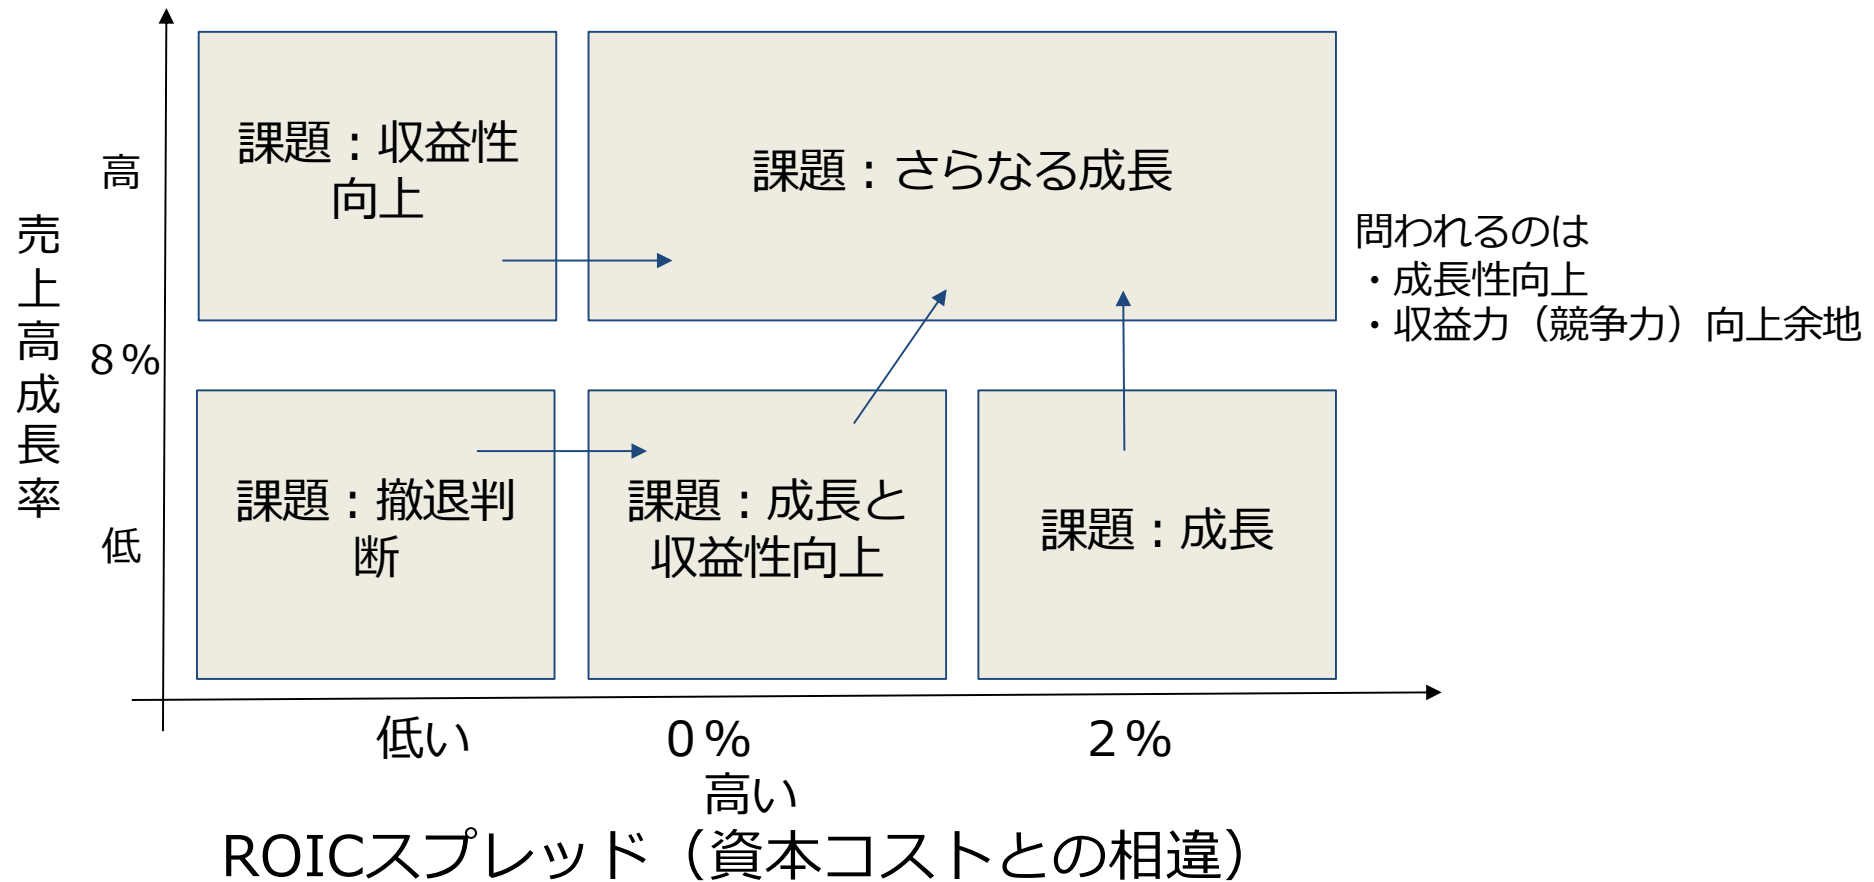 課題：収益性
向上
課題：さらなる成長
高
売上高成長率
8%
低
問われるのは
・成長性向上
・収益力（競争力）向上余地
課題：撤退判
断
課題：成長と
収益性向上
課題：成長
低い
0%
2%
高い
ROICスプレッド（資本コストとの相違）